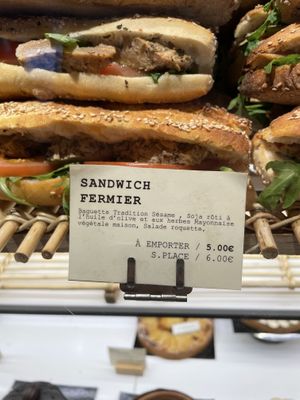 SANDWICH
FERMIER
Baguette Tradition Sésame , Soja rôti à
l'huile d'olive et aux herbes Mayonnaise
végétale maison, Salade roquette,
À EMPORTER / 5.00€
S.PLACE / 6.00€